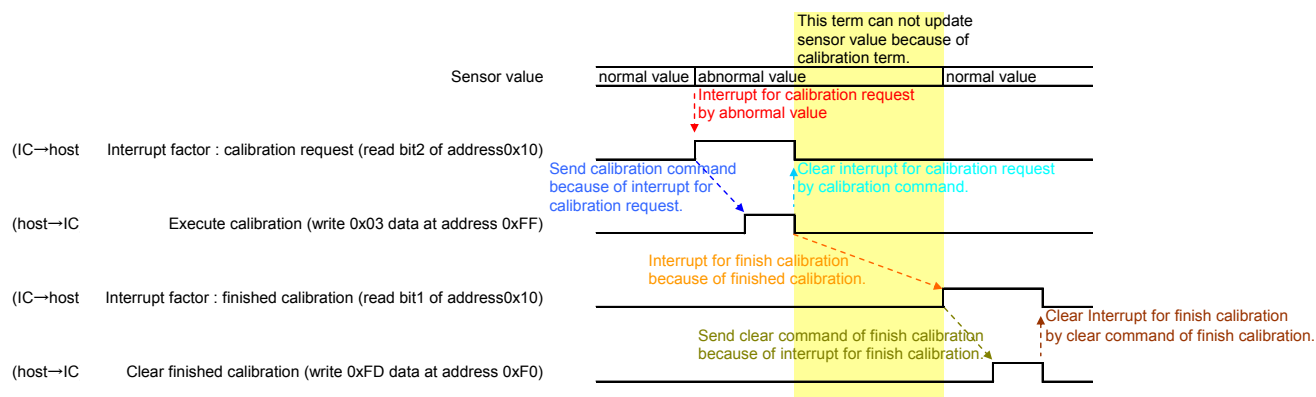 This term can not update
sensor value because of
calibration term.
Sensor value
normal value
abnormal value
normal value
Interrupt for calibration request
by abnormal value
(IC→host
Interrupt factor : calibration request (read bit2 of address0x10)
Send calibration command
because of interrupt for
calibration request.
Clear interrupt for calibration request
by calibration command.
(host→IC
Execute calibration (write 0x03 data at address 0xFF)
Interrupt for finish calibration
because of finished calibration.
(IC→host
Interrupt factor : finished calibration (read bit1 of address0x10)
Clear Interrupt for finish calibration
by clear command of finish calibration.
Send clear command of finish calibration
because of interrupt for finish calibration.
(host→IC
Clear finished calibration (write 0xFD data at address 0xF0)